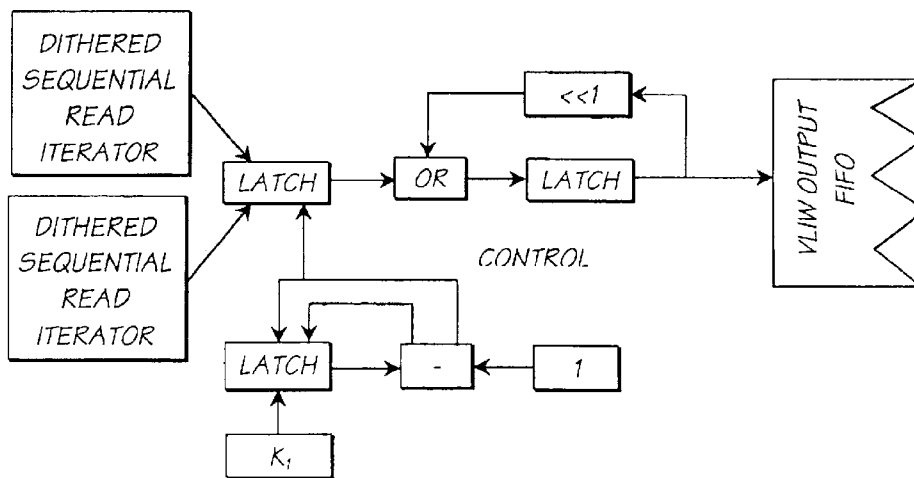 DITHERED
SEQUENTIAL
READ
ITERATOR
<<1
LATCH
OR
LATCH
VLIW OUTPUT
FIFO
DITHERED
SEQUENTIAL
READ
ITERATOR
CONTROL
LATCH
-
1
K₁